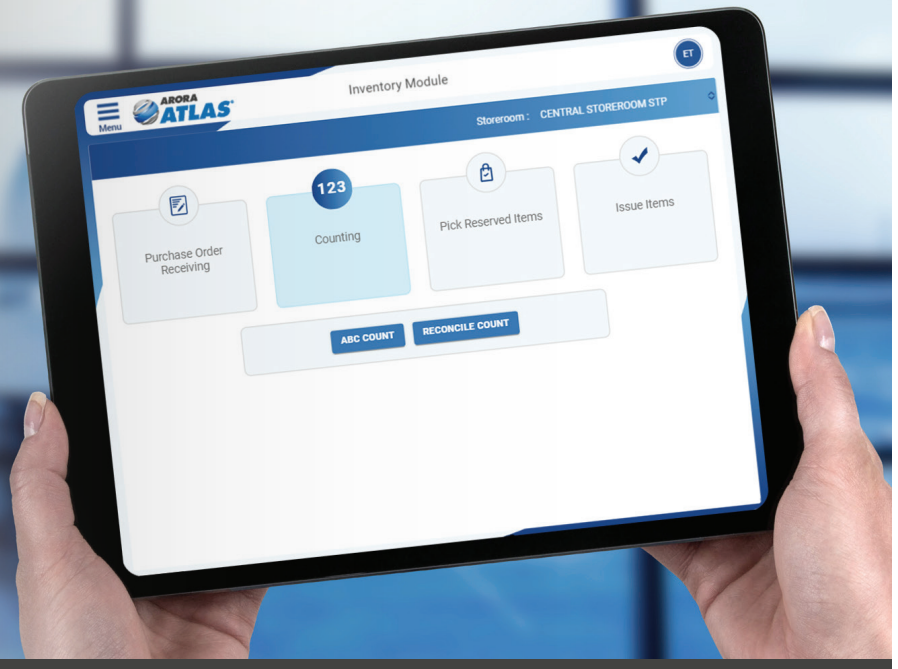 Menu
ARORA
ATLAS
Inventory Module
ET
Storeroom : CENTRAL STOREROOM STP
123
Purchase Order
Receiving
Counting
Pick Reserved Items
Issue Items
ABC COUNT
RECONCILE COUNT